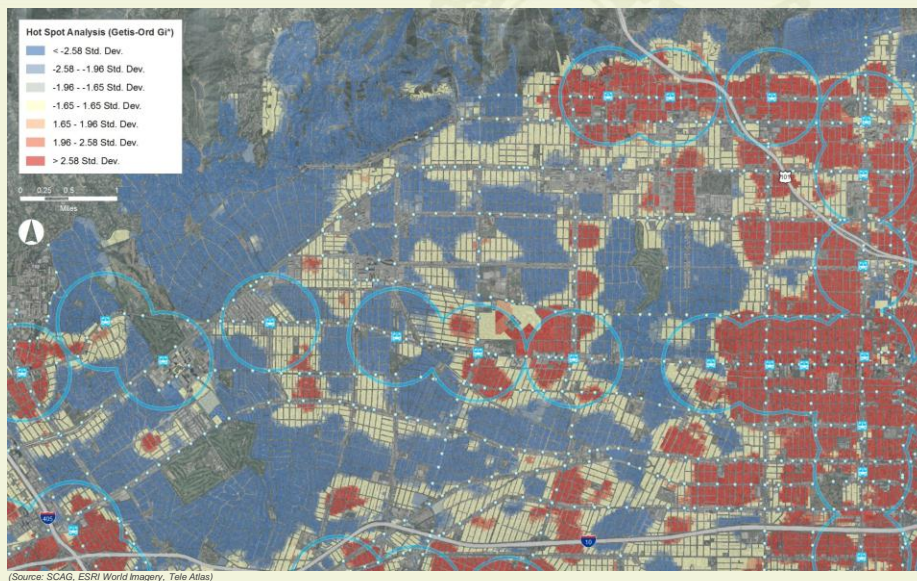 Hot Spot Analysis (Getis-Ord Gi*)
< -2.58 Std. Dev.
-2.58 - -1.96 Std. Dev.
-1.96 - -1.65 Std. Dev.
-1.65 - 1.65 Std. Dev.
1.65 - 1.96 Std. Dev.
1.96 - 2.58 Std. Dev.
> 2.58 Std. Dev.
0 0.25 0.5 1
Miles
101
405
10
(Source: SCAG, ESRI World Imagery, Tele Atlas)